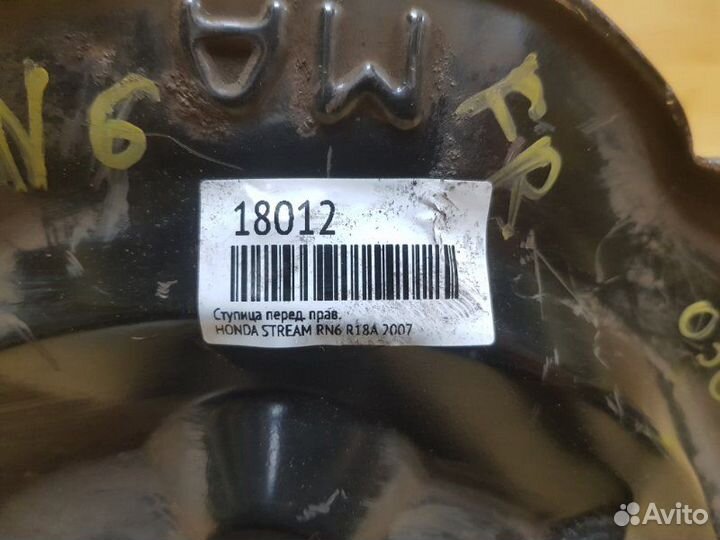 MA
N6
FR
18012
Ступица перед. прав.
HONDA STREAM RN6 R18A 2007
Avito